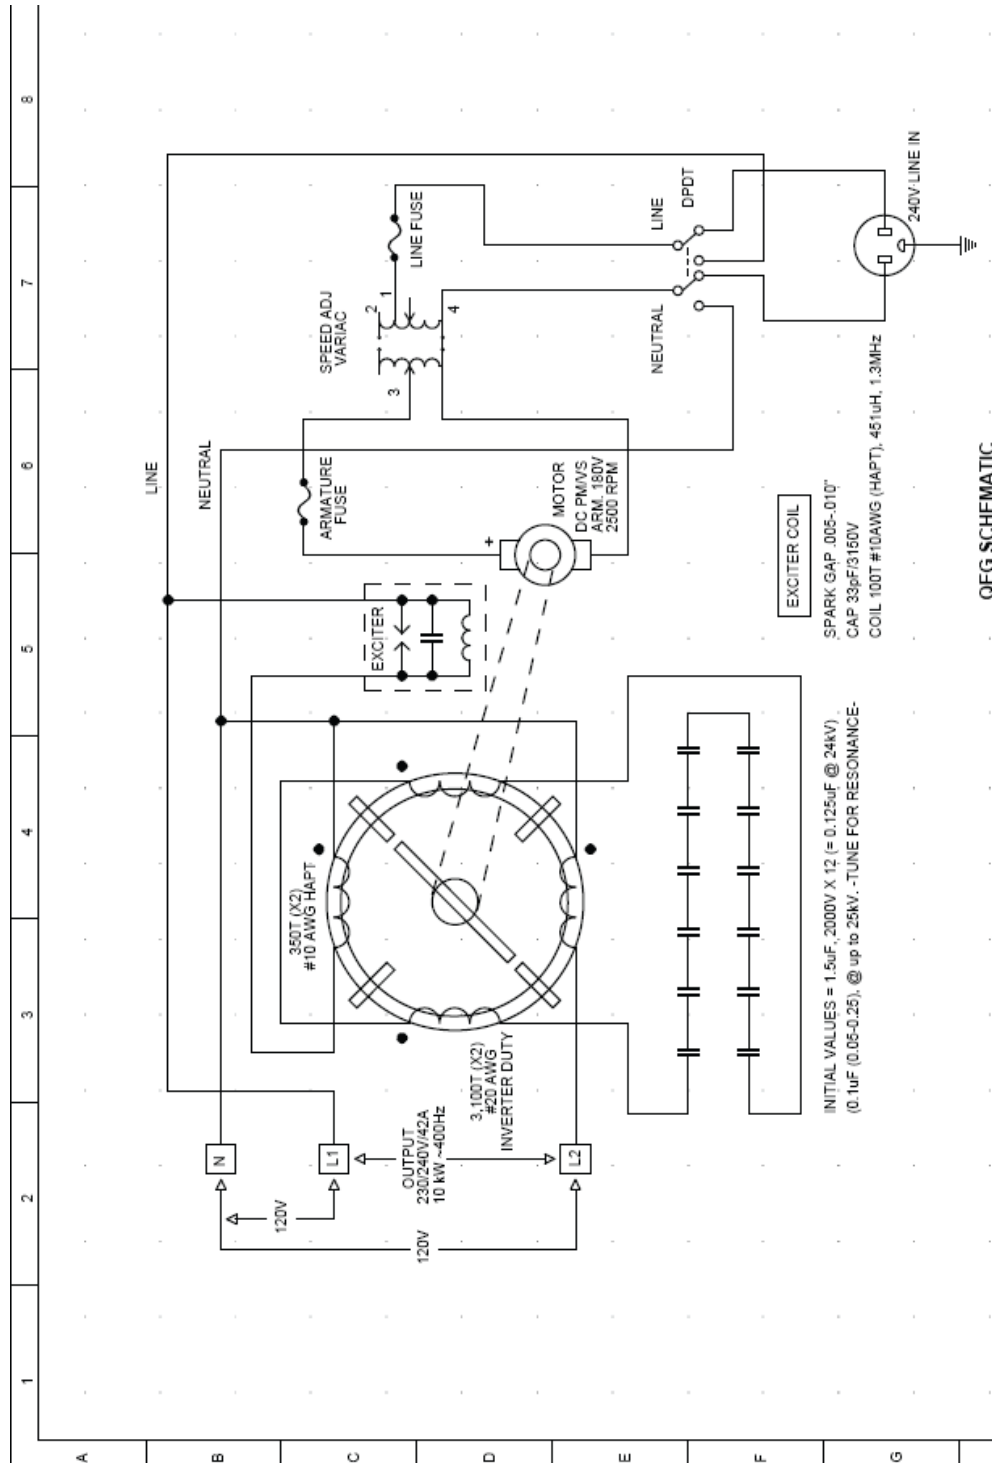 1
2
3
4
5
6
7
8
A
B
C
D
E
F
G
LINE
NEUTRAL
N
L1
L2
120V
120V
OUTPUT
230/240V/42A
10 kW ~400Hz
350T (X2)
#10 AWG HAPT
3,100T (X2)
#20 AWG
INVERTER DUTY
EXCITER
ARMATURE
FUSE
+
MOTOR
DC PM/VS
ARM. 180V
2500 RPM
SPEED ADJ
VARIAC
1
2
3
4
LINE FUSE
LINE
DPDT
NEUTRAL
240V LINE IN
INITIAL VALUES = 1.5uF, 2000V X 12 (= 0.125uF @ 24kV)
(0.1uF (0.05-0.25). @ up to 25kV. -TUNE FOR RESONANCE-
EXCITER COIL
SPARK GAP .005-.010"
CAP 33pF/3150V
COIL 100T #10AWG (HAPT), 451uH, 1.3MHz
QEG SCHEMATIC